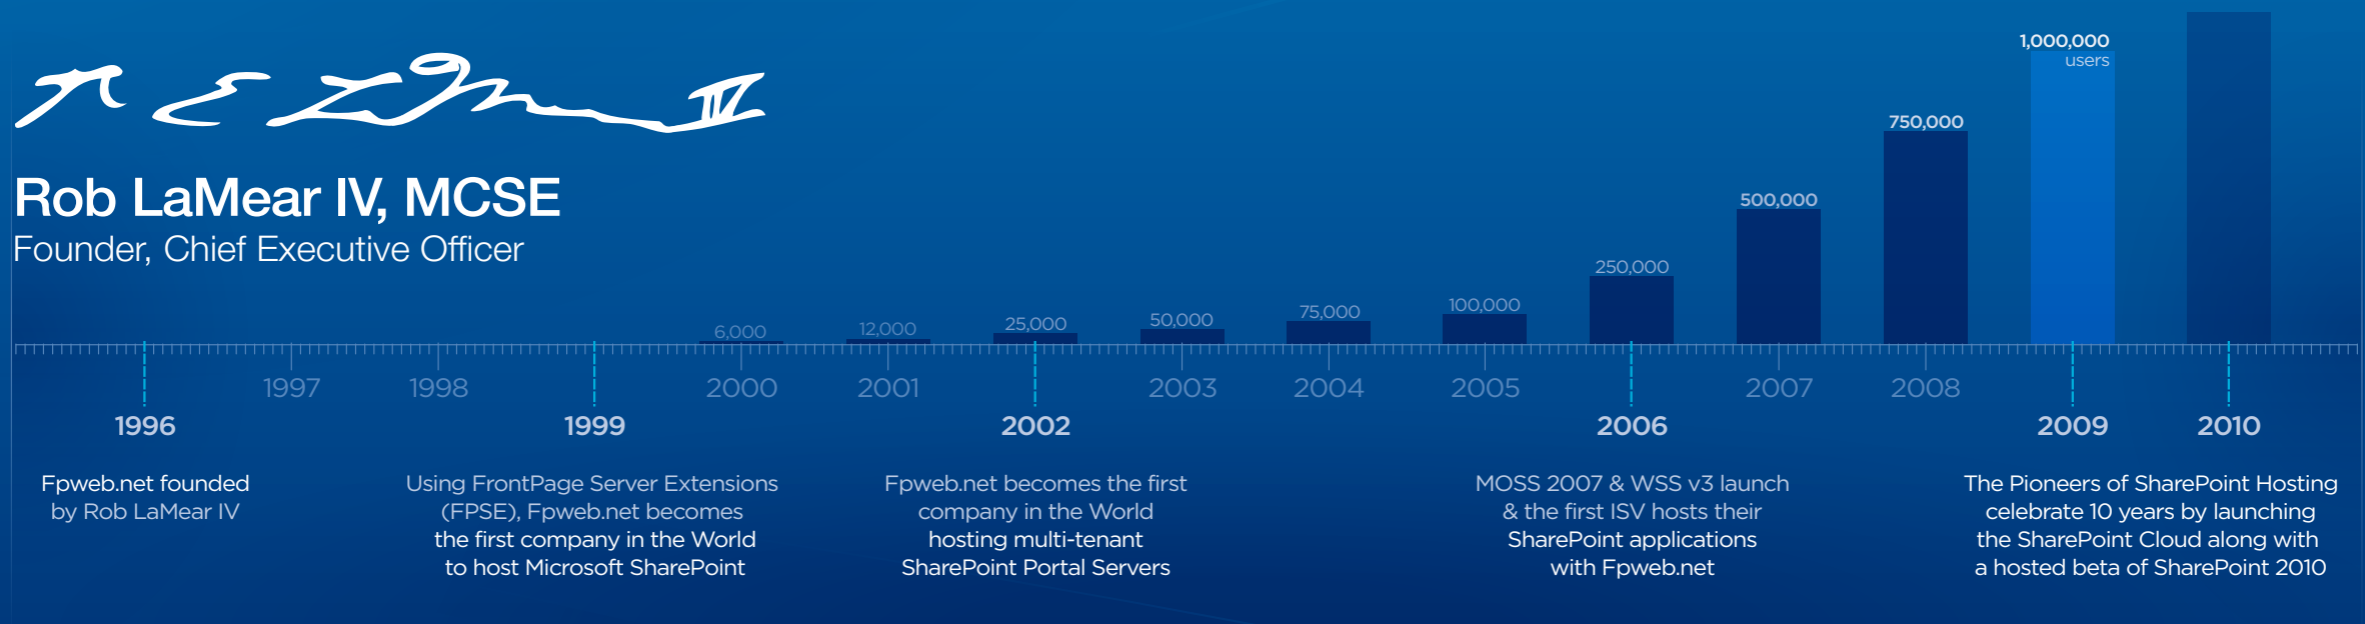 Rob LaMear IV, MCSE
Founder, Chief Executive Officer
6,000
12,000
25,000
50,000
75,000
100,000
250,000
500,000
750,000
1,000,000
users
1996
1997
1998
1999
2000
2001
2002
2003
2004
2005
2006
2007
2008
2009
2010
Fpweb.net founded
by Rob LaMear IV
Using FrontPage Server Extensions
(FPSE), Fpweb.net becomes
the first company in the World
to host Microsoft SharePoint
Fpweb.net becomes the first
company in the World
hosting multi-tenant
SharePoint Portal Servers
MOSS 2007 & WSS v3 launch
& the first ISV hosts their
SharePoint applications
with Fpweb.net
The Pioneers of SharePoint Hosting
celebrate 10 years by launching
the SharePoint Cloud along with
a hosted beta of SharePoint 2010